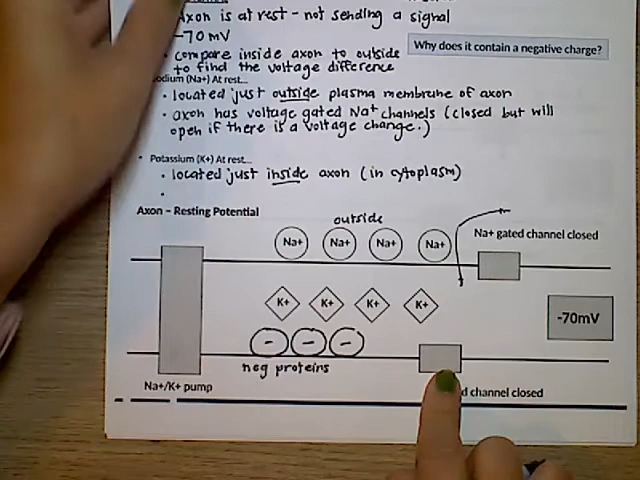 Axon is at rest - not sending a signal
-70 mV
• compare inside axon to outside
to find the voltage difference
Why does it contain a negative charge?
odium (Na+) At rest...
• located just outside plasma membrane of axon
• axon has voltage gated Na+ channels (closed but will
open if there is a voltage change.)
• Potassium (K+) At rest...
• located just inside axon (in cytoplasm)
•
Axon – Resting Potential
outside
Na+ Na+ Na+ Na+
Na+ gated channel closed
K+ K+ K+ K+
-70mV
- - -
neg proteins
Na+/K+ pump
d channel closed